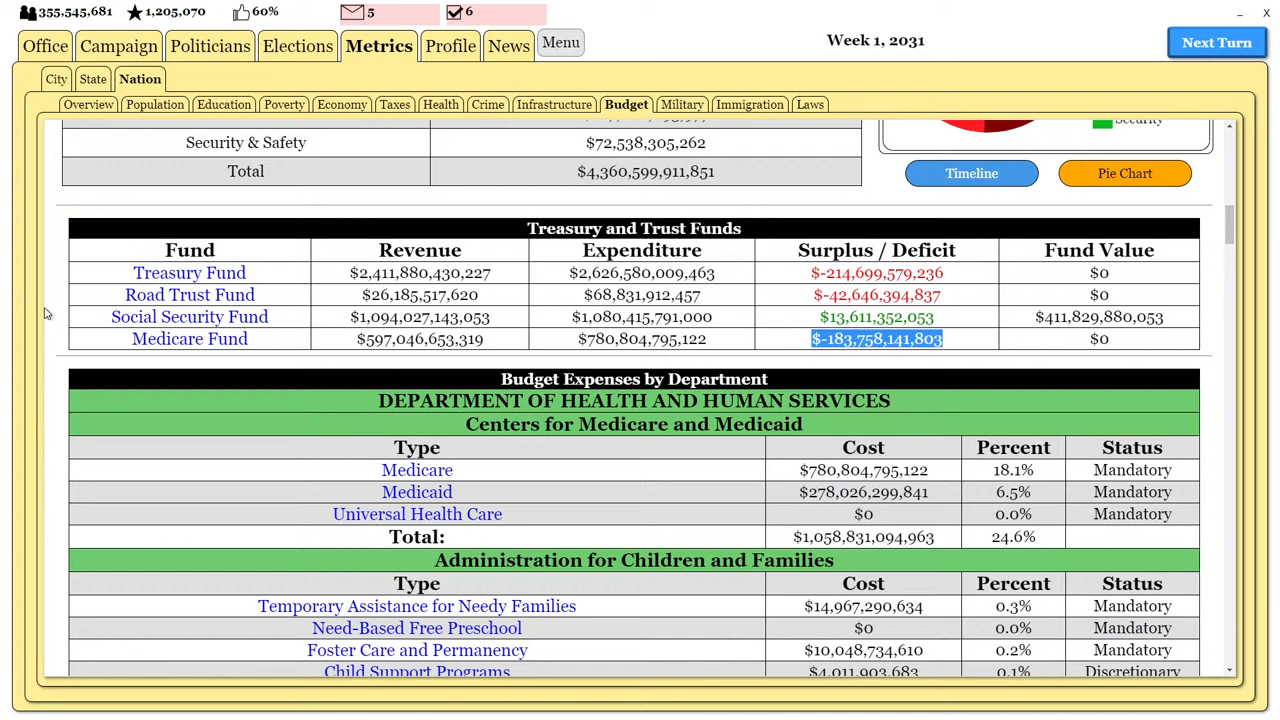 355,545,681 1,205,070 60% 5 6
Office Campaign Politicians Elections Metrics Profile News Menu Week 1, 2031 Next Turn
City State Nation
Overview Population Education Poverty Economy Taxes Health Crime Infrastructure Budget Military Immigration Laws
Security
Security & Safety $72,538,305,262
Total $4,360,599,911,851
Timeline Pie Chart
Treasury and Trust Funds
Fund Revenue Expenditure Surplus / Deficit Fund Value
Treasury Fund $2,411,880,430,227 $2,626,580,009,463 $-214,699,579,236 $0
Road Trust Fund $26,185,517,620 $68,831,912,457 $-42,646,394,837 $0
Social Security Fund $1,094,027,143,053 $1,080,415,791,000 $13,611,352,053 $411,829,880,053
Medicare Fund $597,046,653,319 $780,804,795,122 $-183,758,141,803 $0
Budget Expenses by Department
DEPARTMENT OF HEALTH AND HUMAN SERVICES
Centers for Medicare and Medicaid
Type Cost Percent Status
Medicare $780,804,795,122 18.1% Mandatory
Medicaid $278,026,299,841 6.5% Mandatory
Universal Health Care $0 0.0% Mandatory
Total: $1,058,831,094,963 24.6%
Administration for Children and Families
Type Cost Percent Status
Temporary Assistance for Needy Families $14,967,290,634 0.3% Mandatory
Need-Based Free Preschool $0 0.0% Mandatory
Foster Care and Permanency $10,048,734,610 0.2% Mandatory
Child Support Programs $4,011,903,683 0.1% Discretionary